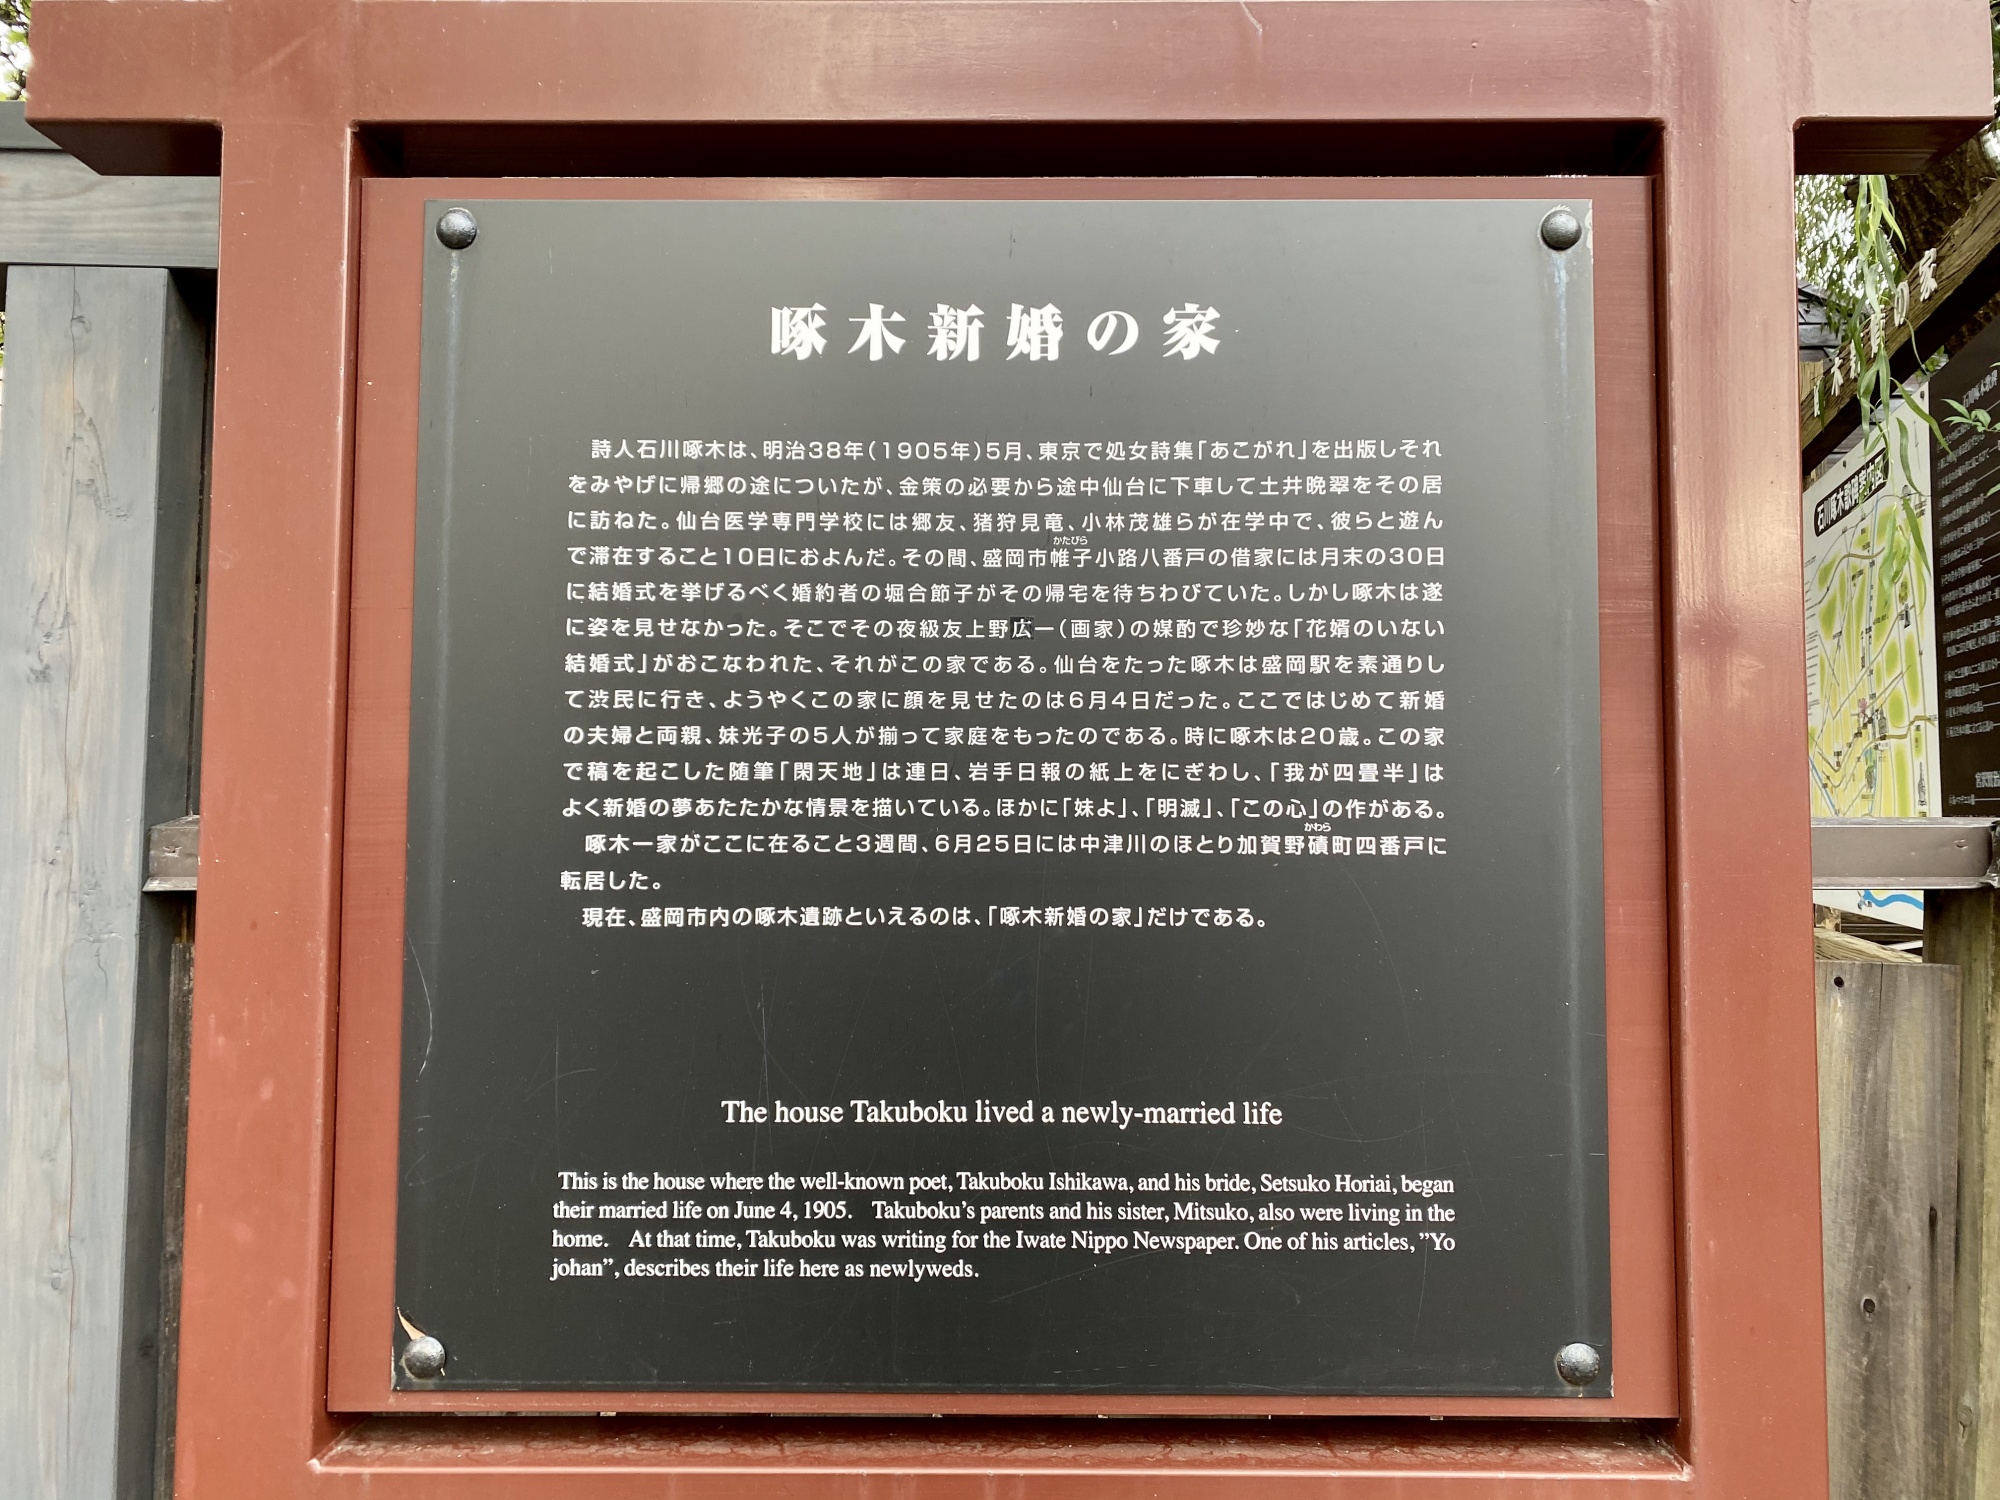 啄木新婚の家
詩人石川啄木は、明治38年(1905年)5月、東京で処女詩集「あこがれ」を出版しそれ
をみやげに帰郷の途についたが、金策の必要から途中仙台に下車して土井晩翠をその居
に訪ねた。仙台医学専門学校には郷友、猪狩見竜、小林茂雄らが在学中で、彼らと遊ん
かたびら
で滞在すること10日におよんだ。その間、盛岡市帷子小路八番戸の借家には月末の30日
に結婚式を挙げるべく婚約者の堀合節子がその帰宅を待ちわびていた。しかし啄木は遂
に姿を見せなかった。そこでその夜級友上野広一(画家)の媒酌で珍妙な「花婿のいない
結婚式」がおこなわれた、それがこの家である。仙台をたった啄木は盛岡駅を素通りし
て渋民に行き、ようやくこの家に顔を見せたのは6月4日だった。ここではじめて新婚
の夫婦と両親、妹光子の5人が揃って家庭をもったのである。時に啄木は20歳。この家
で稿を起こした随筆「閑天地」は連日、岩手日報の紙上をにぎわし、「我が四畳半」は
よく新婚の夢あたたかな情景を描いている。ほかに「妹よ」、「明滅」、「この心」の作がある。
かわら
啄木一家がここに在ること3週間、6月25日には中津川のほとり加賀野磧町四番戸に
転居した。
現在、盛岡市内の啄木遺跡といえるのは、「啄木新婚の家」だけである。
The house Takuboku lived a newly-married life
This is the house where the well-known poet, Takuboku Ishikawa, and his bride, Setsuko Horiai, began
their married life on June 4, 1905. Takuboku's parents and his sister, Mitsuko, also were living in the
home. At that time, Takuboku was writing for the Iwate Nippo Newspaper. One of his articles, "Yo
johan", describes their life here as newlyweds.
の家
石川啄木歌碑案内図